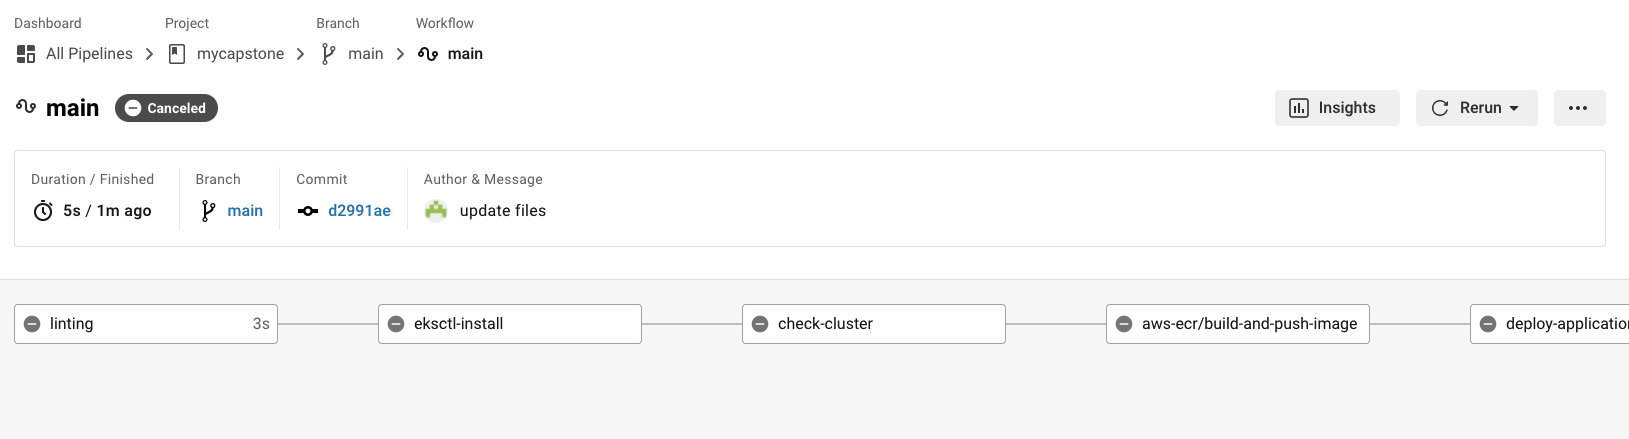 Dashboard Project Branch Workflow
All Pipelines mycapstone main main
main Canceled Insights Rerun
Duration / Finished Branch Commit Author & Message
5s / 1m ago main d2991ae update files
linting 3s eksctl-install check-cluster aws-ecr/build-and-push-image deploy-applicatio